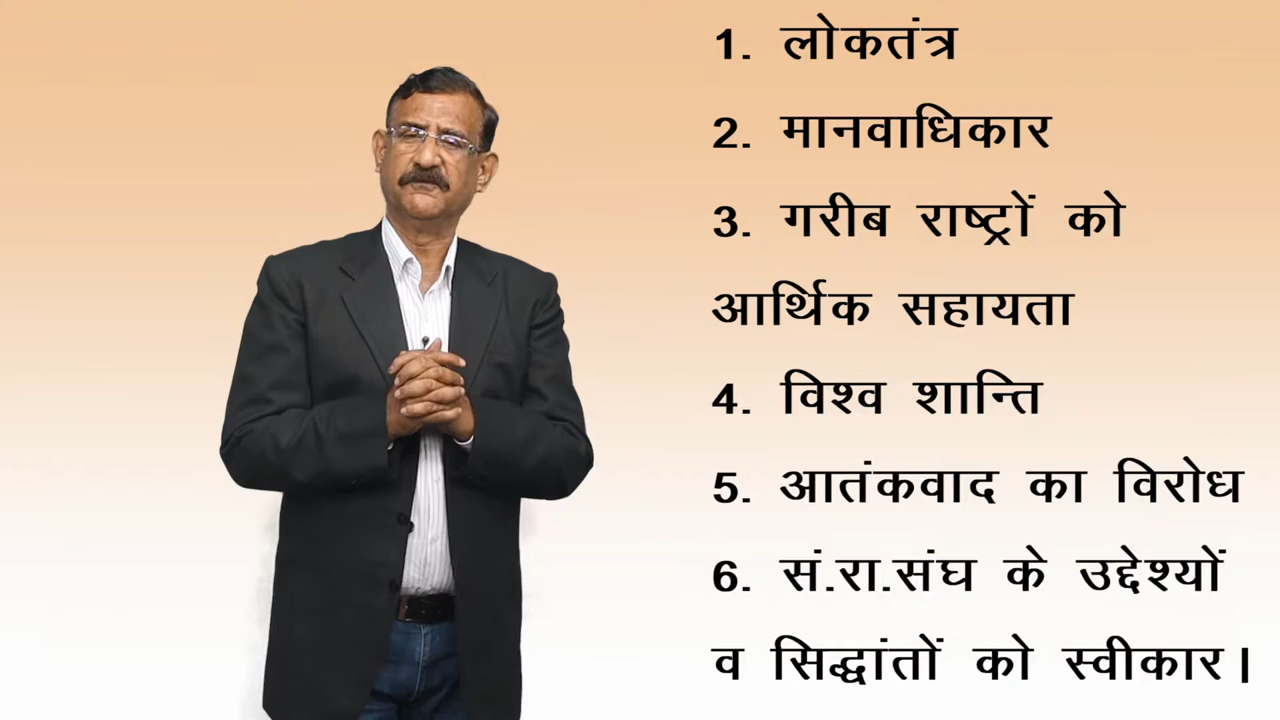 1. लोकतंत्र
2. मानवाधिकार
3. गरीब राष्ट्रों को
आर्थिक सहायता
4. विश्व शान्ति
5. आतंकवाद का विरोध
6. सं.रा.संघ के उद्देश्यों
व सिद्धांतों को स्वीकार।